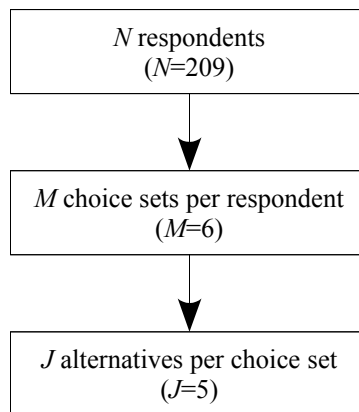 N respondents
(N=209)
M choice sets per respondent
(M=6)
J alternatives per choice set
(J=5)